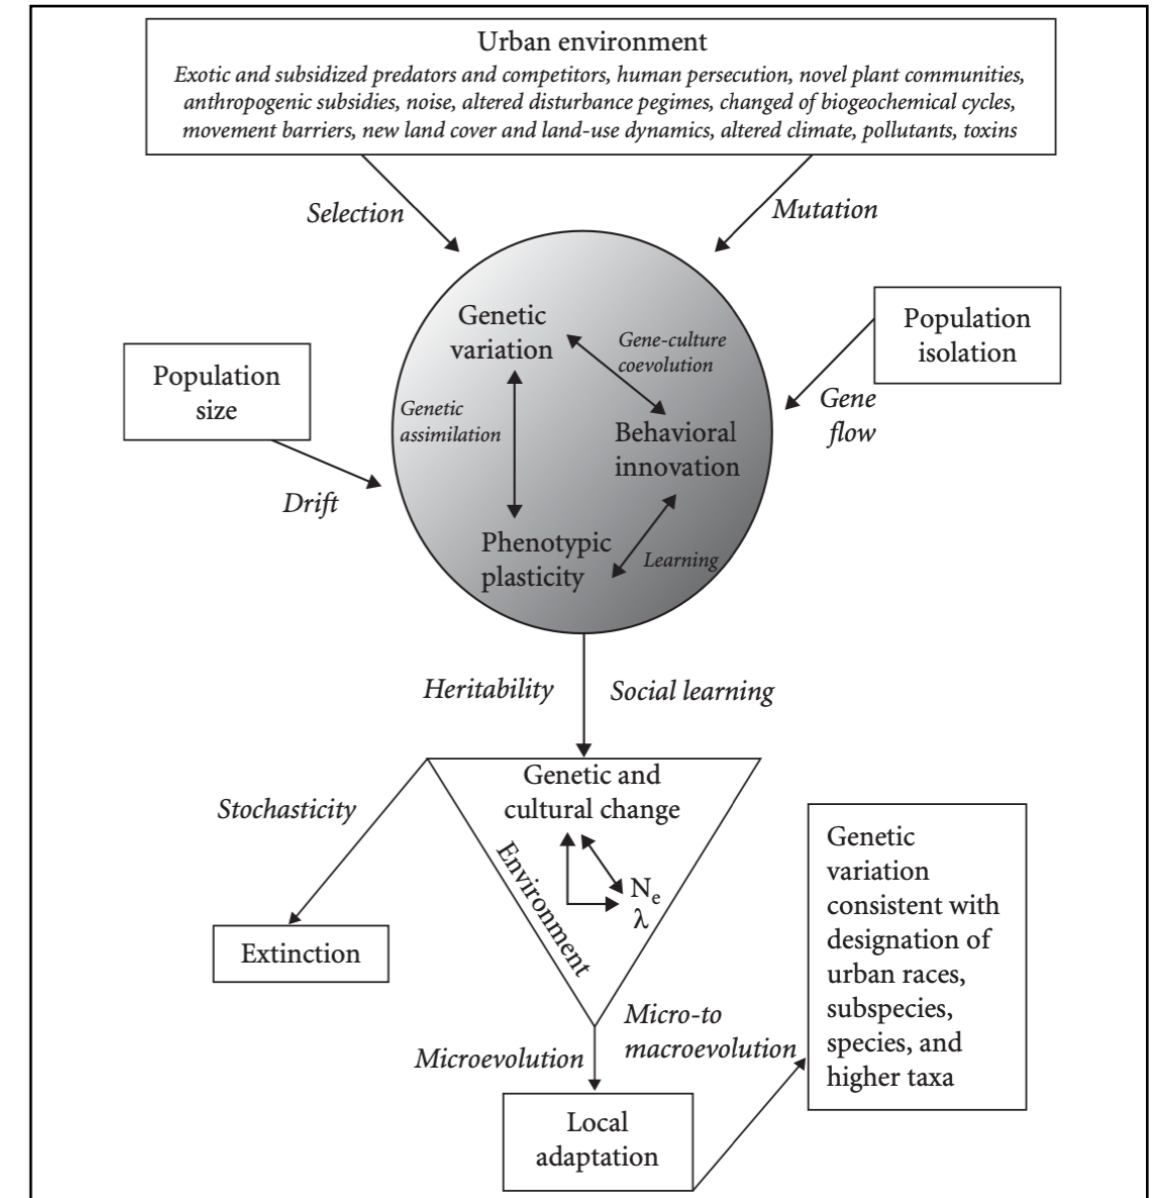 Urban environment
Exotic and subsidized predators and competitors, human persecution, novel plant communities,
anthropogenic subsidies, noise, altered disturbance pegimes, changed of biogeochemical cycles,
movement barriers, new land cover and land-use dynamics, altered climate, pollutants, toxins
Selection
Mutation
Genetic
variation
Gene-culture
coevolution
Population
isolation
Population
size
Genetic
assimilation
Behavioral
innovation
Gene
flow
Drift
Phenotypic
plasticity
Learning
Heritability
Social learning
Genetic and
cultural change
Stochasticity
Environment
Nₑ
λ
Extinction
Genetic
variation
consistent with
designation of
urban races,
subspecies,
species, and
higher taxa
Micro-to
macroevolution
Microevolution
Local
adaptation